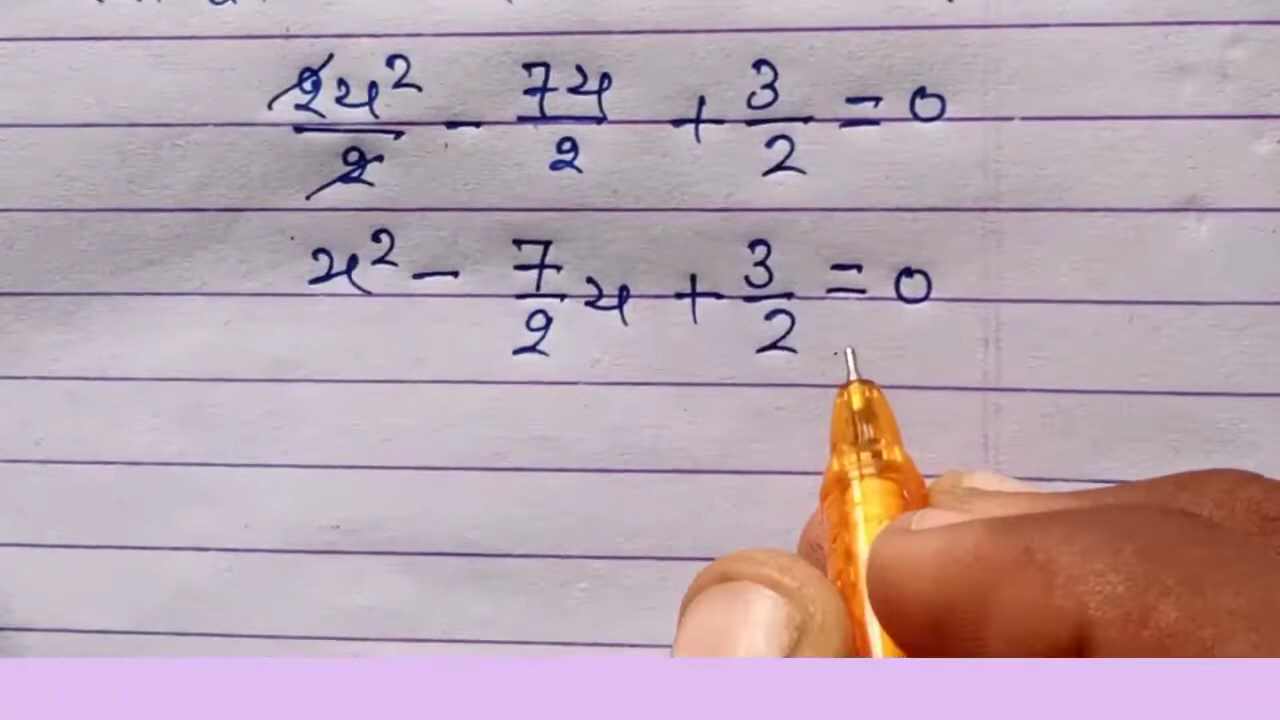 2x²/2 - 7x/2 + 3/2 = 0
x² - 7/2 x + 3/2 = 0